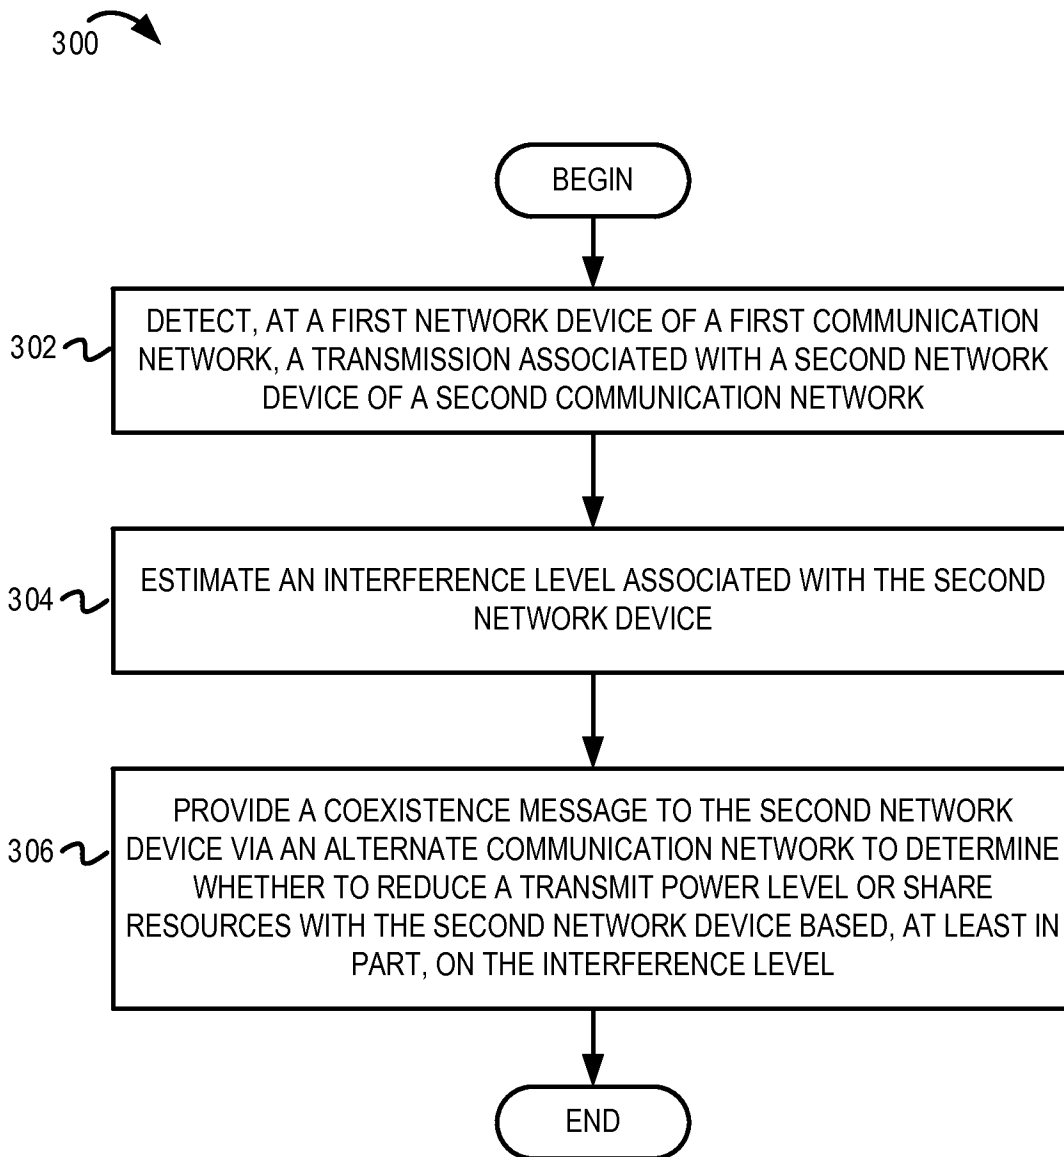 300
BEGIN
302
DETECT, AT A FIRST NETWORK DEVICE OF A FIRST COMMUNICATION
NETWORK, A TRANSMISSION ASSOCIATED WITH A SECOND NETWORK
DEVICE OF A SECOND COMMUNICATION NETWORK
304
ESTIMATE AN INTERFERENCE LEVEL ASSOCIATED WITH THE SECOND
NETWORK DEVICE
306
PROVIDE A COEXISTENCE MESSAGE TO THE SECOND NETWORK
DEVICE VIA AN ALTERNATE COMMUNICATION NETWORK TO DETERMINE
WHETHER TO REDUCE A TRANSMIT POWER LEVEL OR SHARE
RESOURCES WITH THE SECOND NETWORK DEVICE BASED, AT LEAST IN
PART, ON THE INTERFERENCE LEVEL
END